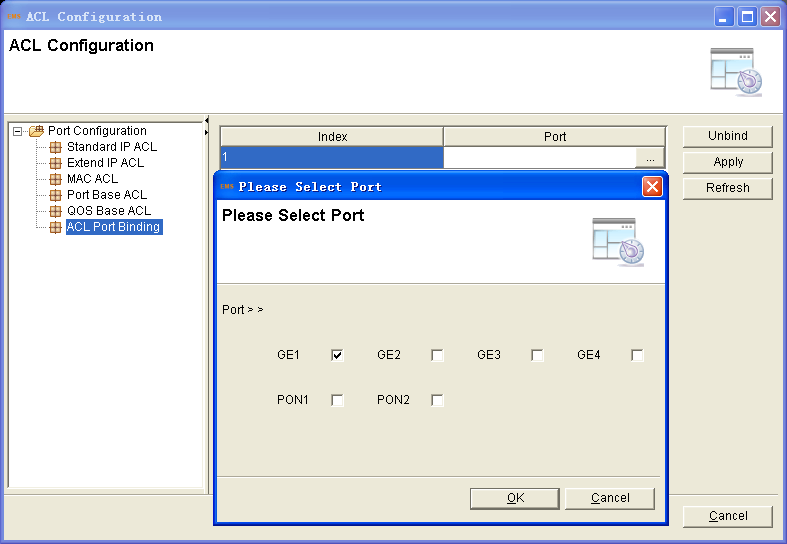 EMS ACL Configuration
ACL Configuration
Port Configuration
Standard IP ACL
Extend IP ACL
MAC ACL
Port Base ACL
QOS Base ACL
ACL Port Binding
Index Port
1 ...
Unbind
Apply
Refresh
EMS Please Select Port
Please Select Port
Port > >
GE1 GE2 GE3 GE4
PON1 PON2
OK Cancel
Cancel